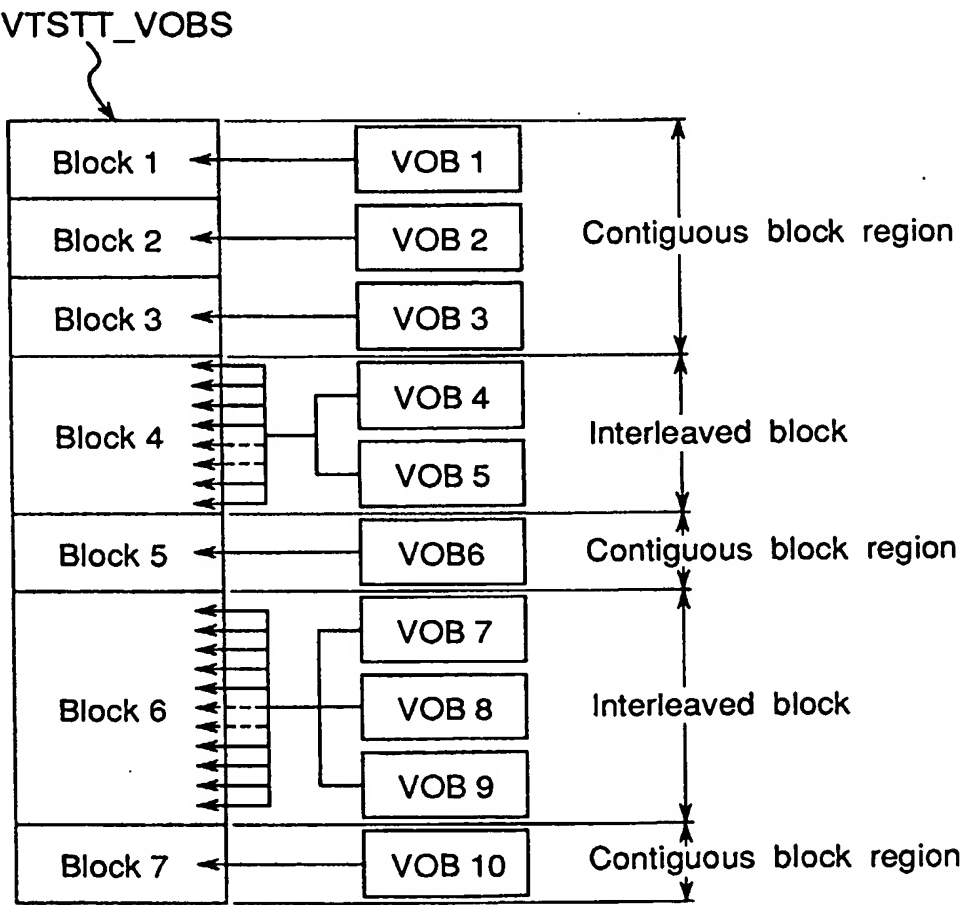 VTSTT_VOBS
Block 1
VOB 1
Block 2
VOB 2
Contiguous block region
Block 3
VOB 3
Block 4
VOB 4
Interleaved block
VOB 5
Block 5
VOB6
Contiguous block region
VOB 7
Block 6
VOB 8
Interleaved block
VOB 9
Block 7
VOB 10
Contiguous block region